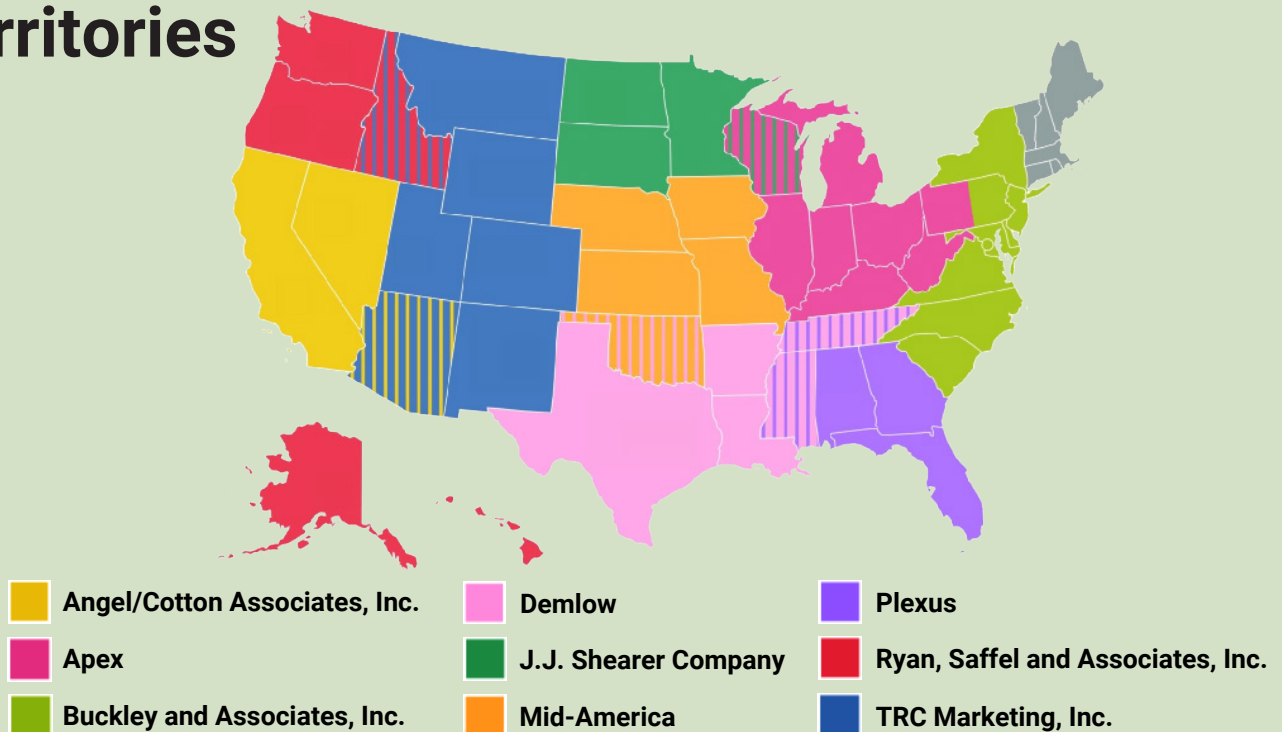 rritories
Angel/Cotton Associates, Inc.
Apex
Buckley and Associates, Inc.
Demlow
J.J. Shearer Company
Mid-America
Plexus
Ryan, Saffel and Associates, Inc.
TRC Marketing, Inc.